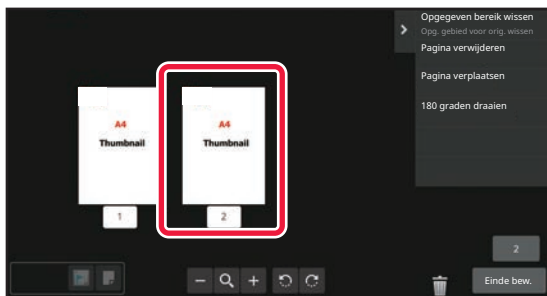 Opgegeven bereik wissen
Opg. gebied voor orig. wissen
Pagina verwijderen
Pagina verplaatsen
180 graden draaien
A4
Thumbnail
A4
Thumbnail
1
2
2
Einde bew.